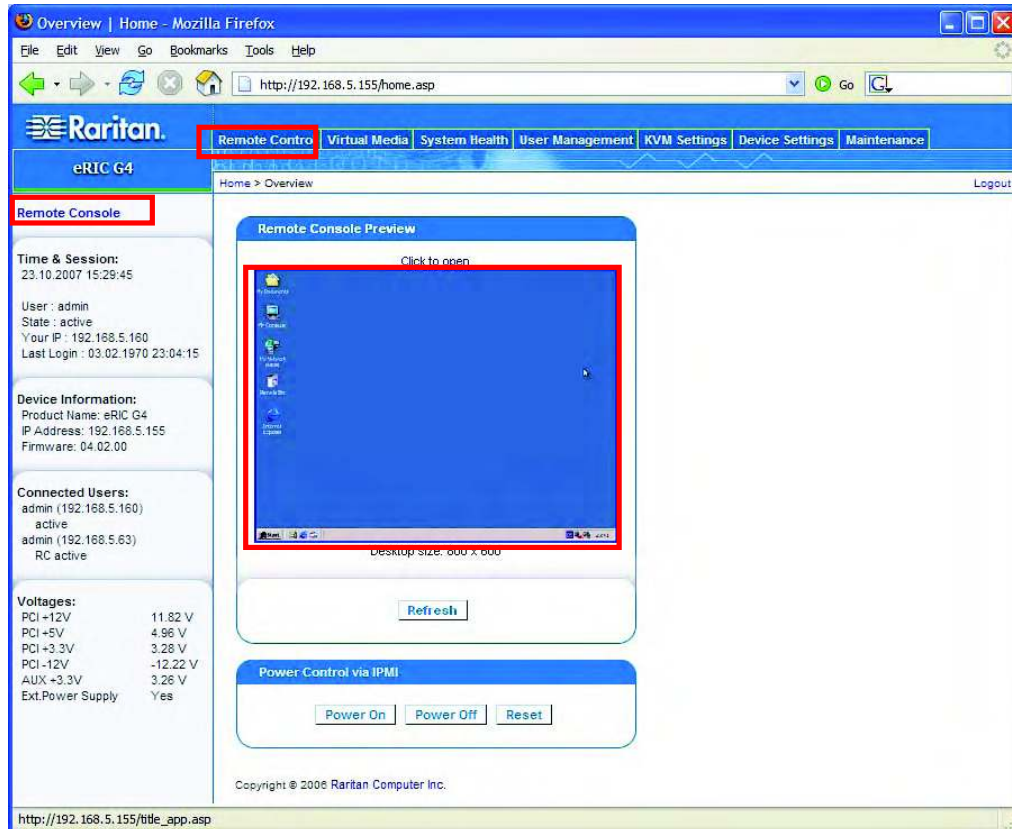 Overview | Home - Mozilla Firefox
File Edit View Go Bookmarks Tools Help
http://192.168.5.155/home.asp
Go
G
Raritan.
eRIC G4
Remote Contro
Virtual Media
System Health
User Management
KVM Settings
Device Settings
Maintenance
Home > Overview
Logout
Remote Console
Time & Session:
23.10.2007 15:29:45
User : admin
State : active
Your IP : 192.168.5.160
Last Login : 03.02.1970 23:04:15
Device Information:
Product Name: eRIC G4
IP Address: 192.168.5.155
Firmware: 04.02.00
Connected Users:
admin (192.168.5.160)
active
admin (192.168.5.63)
RC active
Voltages:
PCI +12V 11.82 V
PCI +5V 4.96 V
PCI +3.3V 3.28 V
PCI -12V -12.22 V
AUX +3.3V 3.26 V
Ext.Power Supply Yes
Remote Console Preview
Click to open
My Computer
Start
Desktop size: 800 x 600
Refresh
Power Control via IPMI
Power On
Power Off
Reset
Copyright © 2006 Raritan Computer Inc.
http://192.168.5.155/title_app.asp